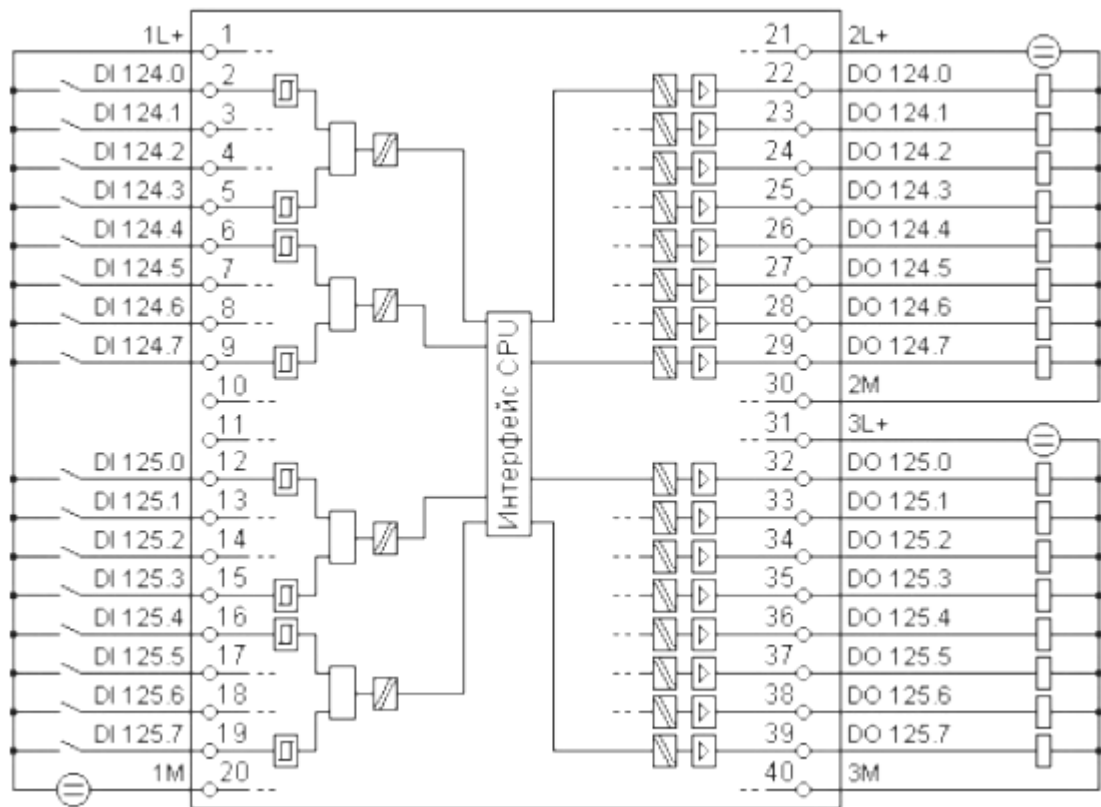 1L+ 1 21 2L+
DI 124.0 2 22 DO 124.0
DI 124.1 3 23 DO 124.1
DI 124.2 4 24 DO 124.2
DI 124.3 5 25 DO 124.3
DI 124.4 6 26 DO 124.4
DI 124.5 7 27 DO 124.5
DI 124.6 8 28 DO 124.6
DI 124.7 9 29 DO 124.7
10 30 2M
11 31 3L+
Интерфейс CPU
DI 125.0 12 32 DO 125.0
DI 125.1 13 33 DO 125.1
DI 125.2 14 34 DO 125.2
DI 125.3 15 35 DO 125.3
DI 125.4 16 36 DO 125.4
DI 125.5 17 37 DO 125.5
DI 125.6 18 38 DO 125.6
DI 125.7 19 39 DO 125.7
1M 20 40 3M